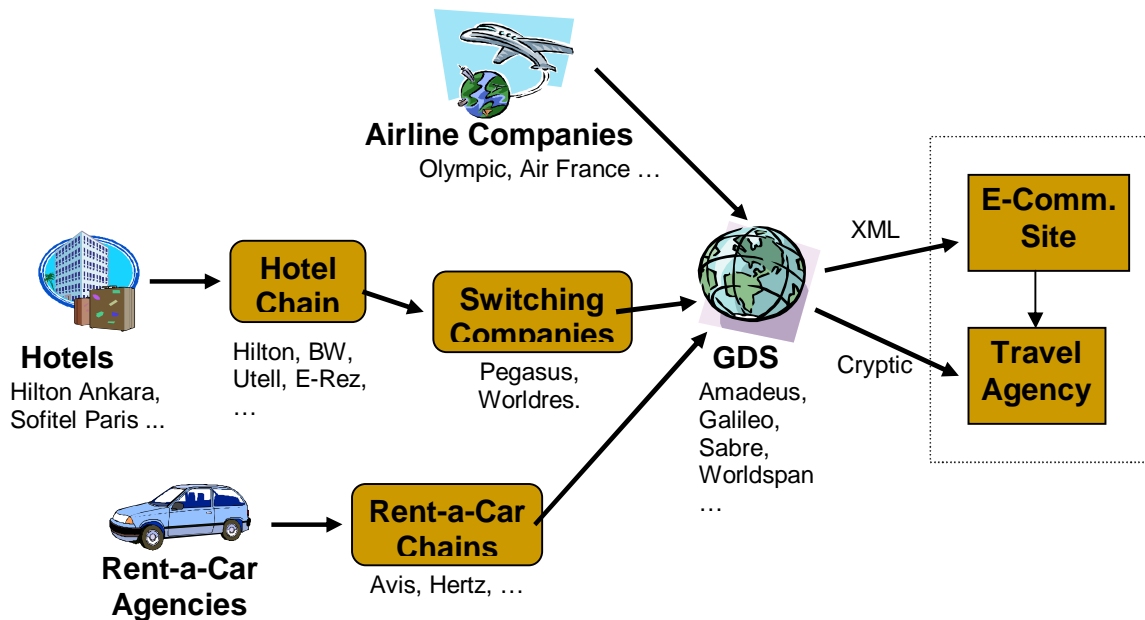 Airline Companies
Olympic, Air France …
Hotels
Hilton Ankara,
Sofitel Paris ...
Hotel
Chain
Hilton, BW,
Utell, E-Rez,
…
Switching
Companies
Pegasus,
Worldres.
Rent-a-Car
Agencies
Rent-a-Car
Chains
Avis, Hertz, …
GDS
Amadeus,
Galileo,
Sabre,
Worldspan
…
XML
Cryptic
E-Comm.
Site
Travel
Agency